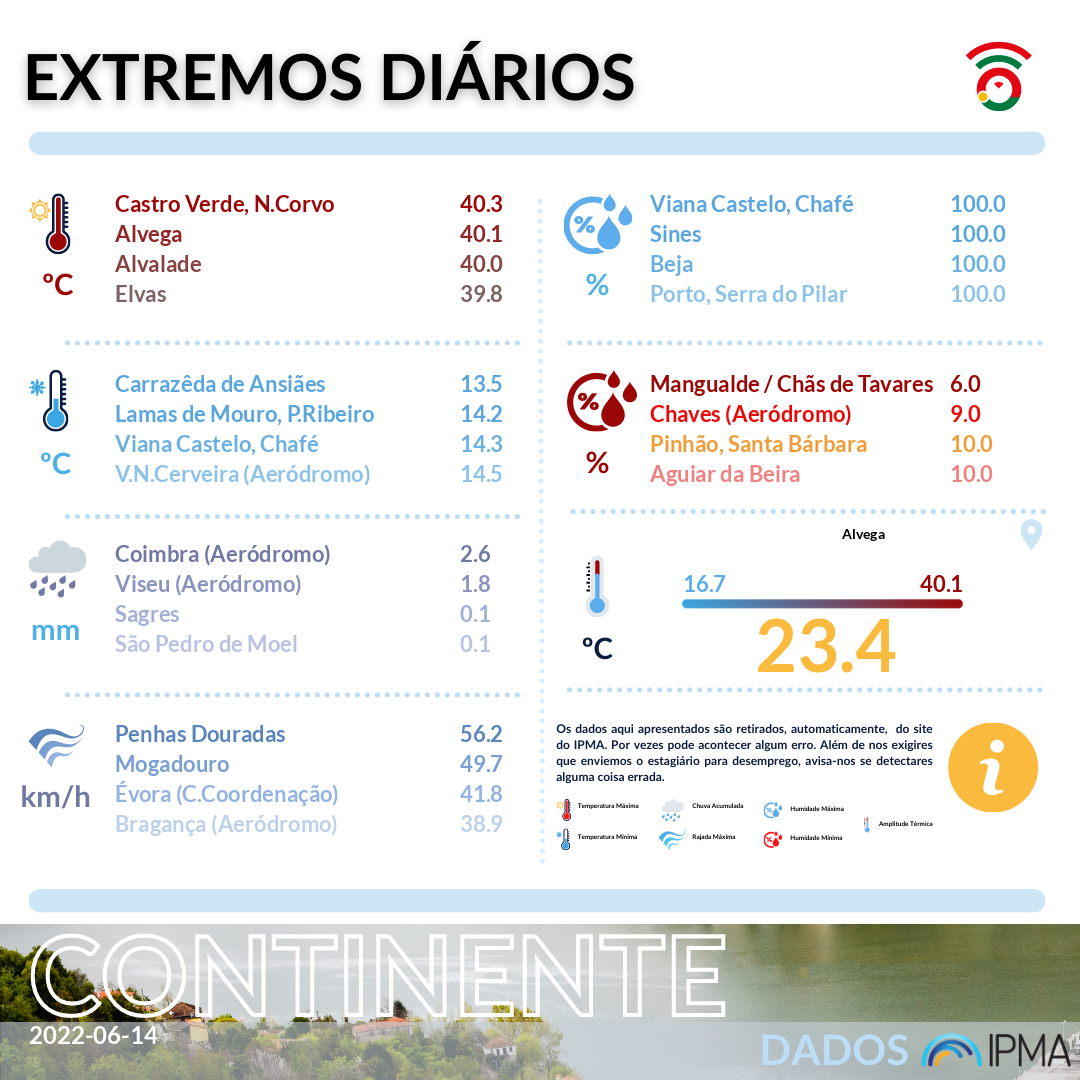 EXTREMOS DIÁRIOS
Castro Verde, N.Corvo 40.3
Alvega 40.1
Alvalade 40.0
Elvas 39.8
ºC
Carrazêda de Ansiães 13.5
Lamas de Mouro, P.Ribeiro 14.2
Viana Castelo, Chafé 14.3
V.N.Cerveira (Aeródromo) 14.5
ºC
Coimbra (Aeródromo) 2.6
Viseu (Aeródromo) 1.8
Sagres 0.1
São Pedro de Moel 0.1
mm
Penhas Douradas 56.2
Mogadouro 49.7
Évora (C.Coordenação) 41.8
Bragança (Aeródromo) 38.9
km/h
%
Viana Castelo, Chafé 100.0
Sines 100.0
Beja 100.0
Porto, Serra do Pilar 100.0
%
%
Mangualde / Chãs de Tavares 6.0
Chaves (Aeródromo) 9.0
Pinhão, Santa Bárbara 10.0
Aguiar da Beira 10.0
%
Alvega
16.7 40.1
23.4
ºC
Os dados aqui apresentados são retirados, automaticamente, do site
do IPMA. Por vezes pode acontecer algum erro. Além de nos exigires
que enviemos o estagiário para desemprego, avisa-nos se detectares
alguma coisa errada.
i
Temperatura Máxima
Chuva Acumulada
Humidade Máxima
Amplitude Térmica
Temperatura Mínima
Rajada Máxima
Humidade Mínima
CONTINENTE
2022-06-14
DADOS IPMA